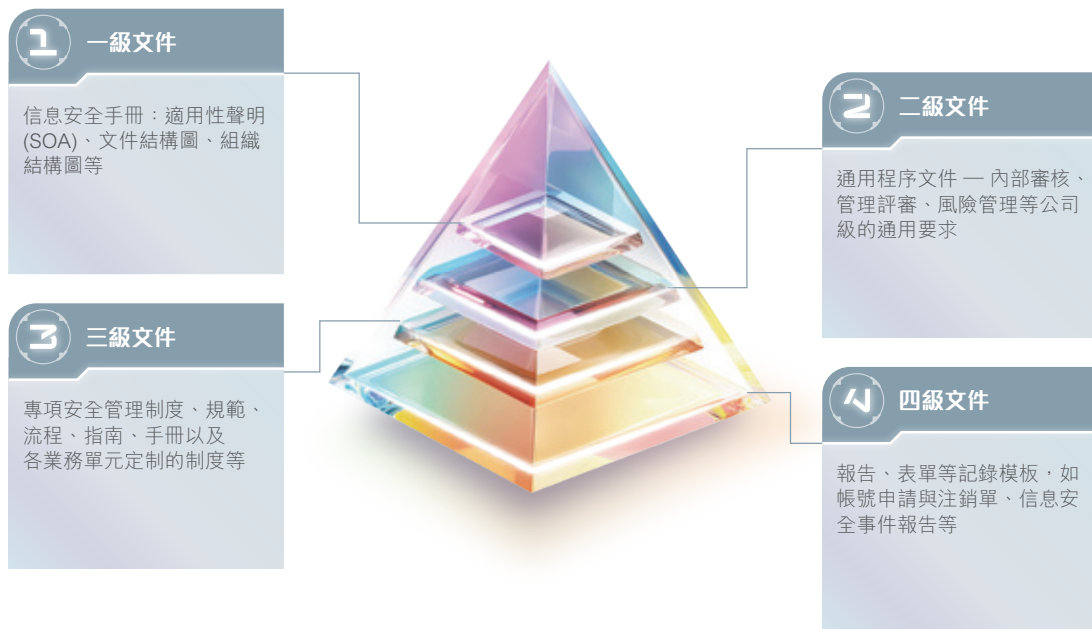 1 一級文件
信息安全手冊：適用性聲明
(SOA)、文件結構圖、組織
結構圖等
2 二級文件
通用程序文件 — 內部審核、
管理評審、風險管理等公司
級的通用要求
3 三級文件
專項安全管理制度、規範、
流程、指南、手冊以及
各業務單元定制的制度等
4 四級文件
報告、表單等記錄模板，如
帳號申請與注銷單、信息安
全事件報告等